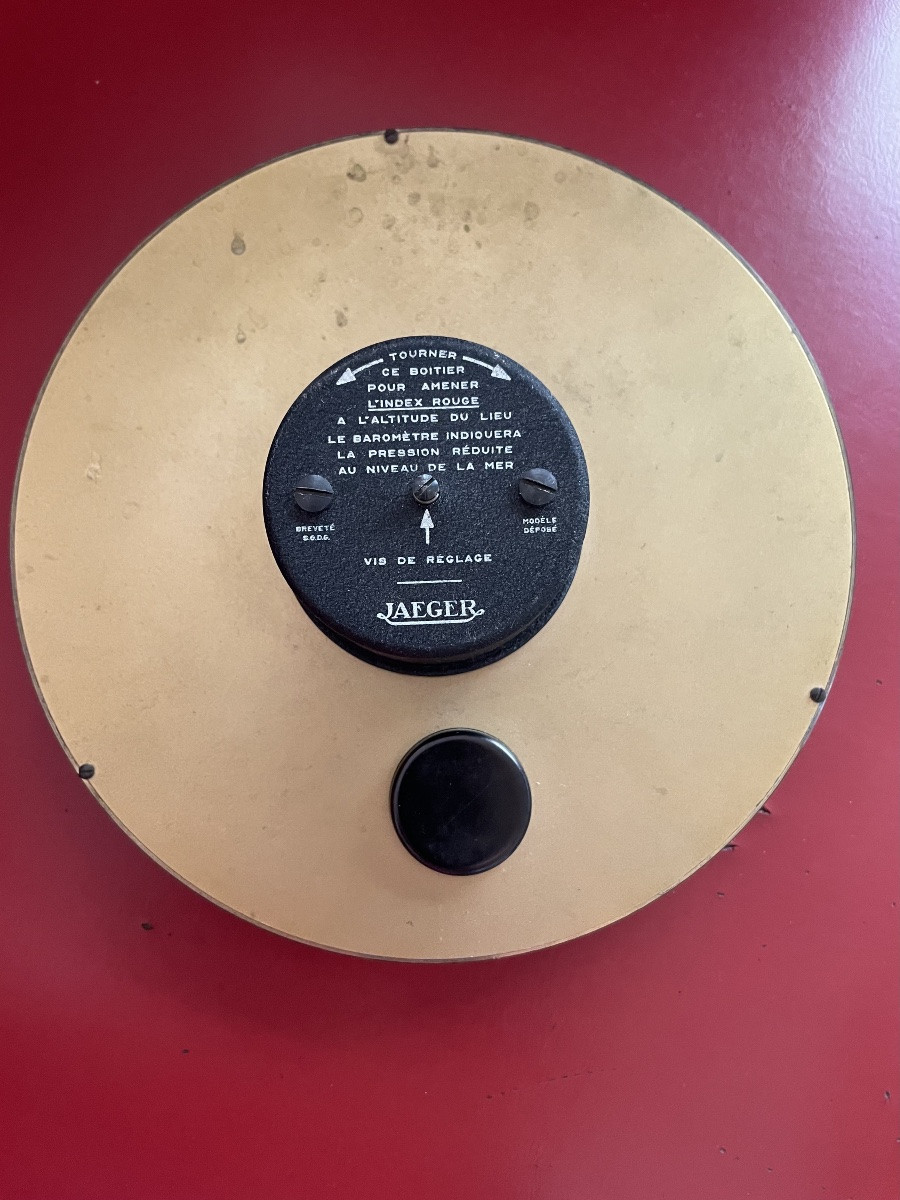 TOURNER
CE BOITIER
POUR AMENER
L'INDEX ROUGE
A L'ALTITUDE DU LIEU
LE BAROMÈTRE INDIQUERA
LA PRESSION RÉDUITE
AU NIVEAU DE LA MER
BREVETÉ
S.G.D.G.
MODÈLE
DÉPOSÉ
VIS DE RÉGLAGE
JAEGER